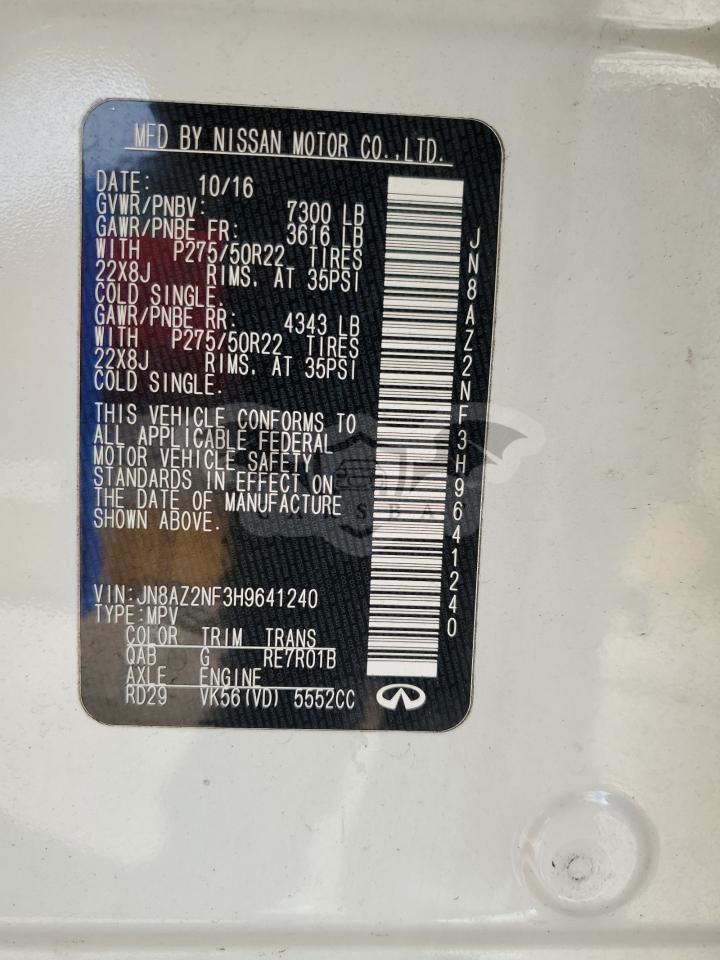 MFD BY NISSAN MOTOR CO.,LTD.
DATE: 10/16
GVWR/PNBV: 7300 LB
GAWR/PNBE FR: 3616 LB
WITH P275/50R22 TIRES
22X8J RIMS. AT 35PSI
COLD SINGLE.
GAWR/PNBE RR: 4343 LB
WITH P275/50R22 TIRES
22X8J RIMS. AT 35PSI
COLD SINGLE.
THIS VEHICLE CONFORMS TO
ALL APPLICABLE FEDERAL
MOTOR VEHICLE SAFETY
STANDARDS IN EFFECT ON
THE DATE OF MANUFACTURE
SHOWN ABOVE.
VIN:JN8AZ2NF3H9641240
TYPE:MPV
COLOR TRIM TRANS
QAB G RE7R01B
AXLE ENGINE
RD29 VK56(VD) 5552CC
JN8AZ2NF3H9641240
CARSBAT